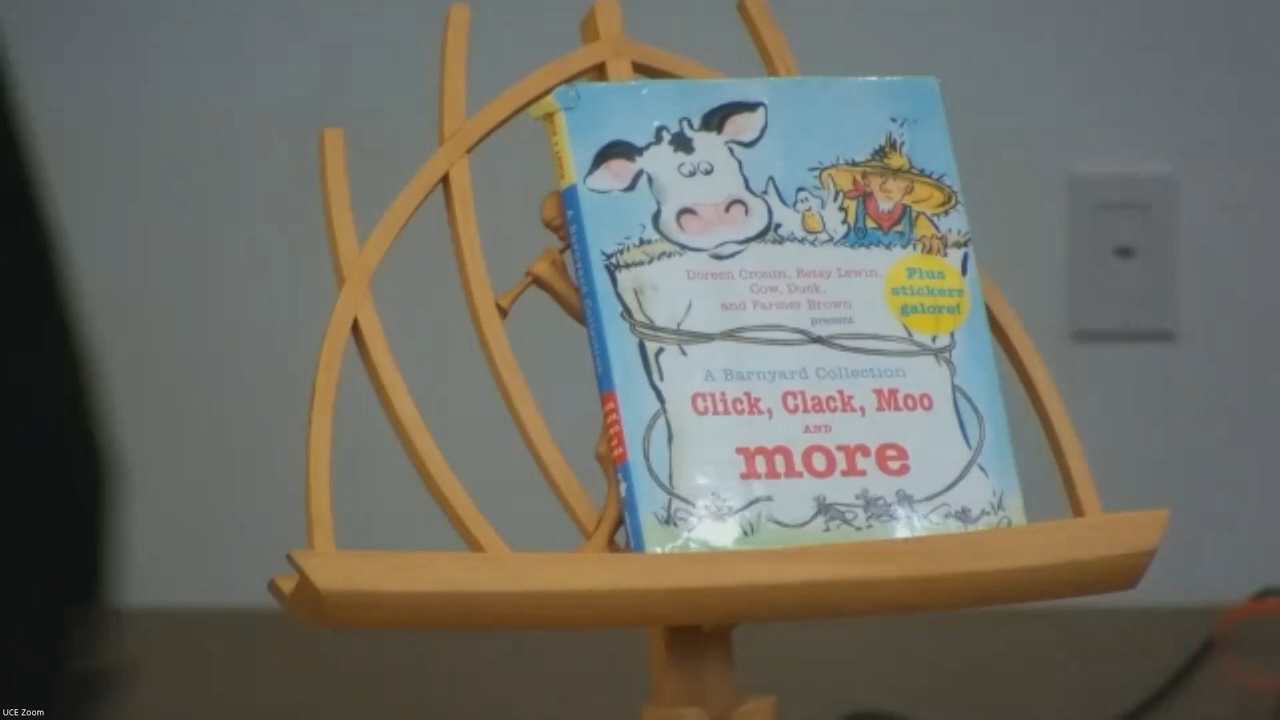 Doreen Cronin, Betsy Lewin,
Cow, Duck,
and Farmer Brown
present
Plus
stickers
galore!
A Barnyard Collection
Click, Clack, Moo
AND
more
UCE Zoom